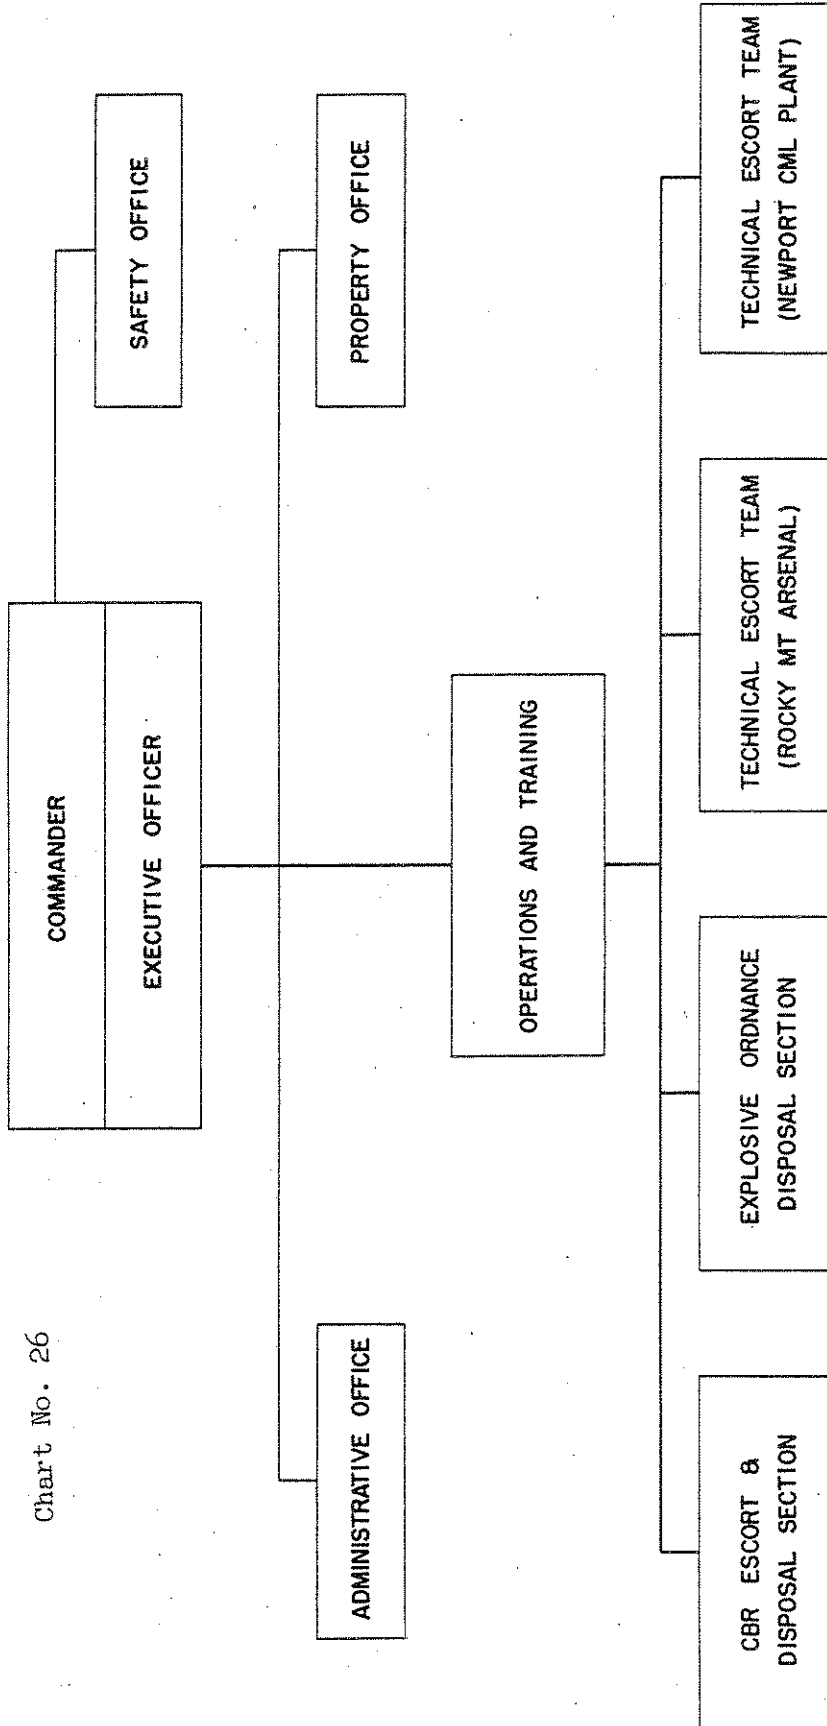 Chart No. 26
COMMANDER
EXECUTIVE OFFICER
SAFETY OFFICE
ADMINISTRATIVE OFFICE
PROPERTY OFFICE
OPERATIONS AND TRAINING
CBR ESCORT &
DISPOSAL SECTION
EXPLOSIVE ORDNANCE
DISPOSAL SECTION
TECHNICAL ESCORT TEAM
(ROCKY MT ARSENAL)
TECHNICAL ESCORT TEAM
(NEWPORT CML PLANT)